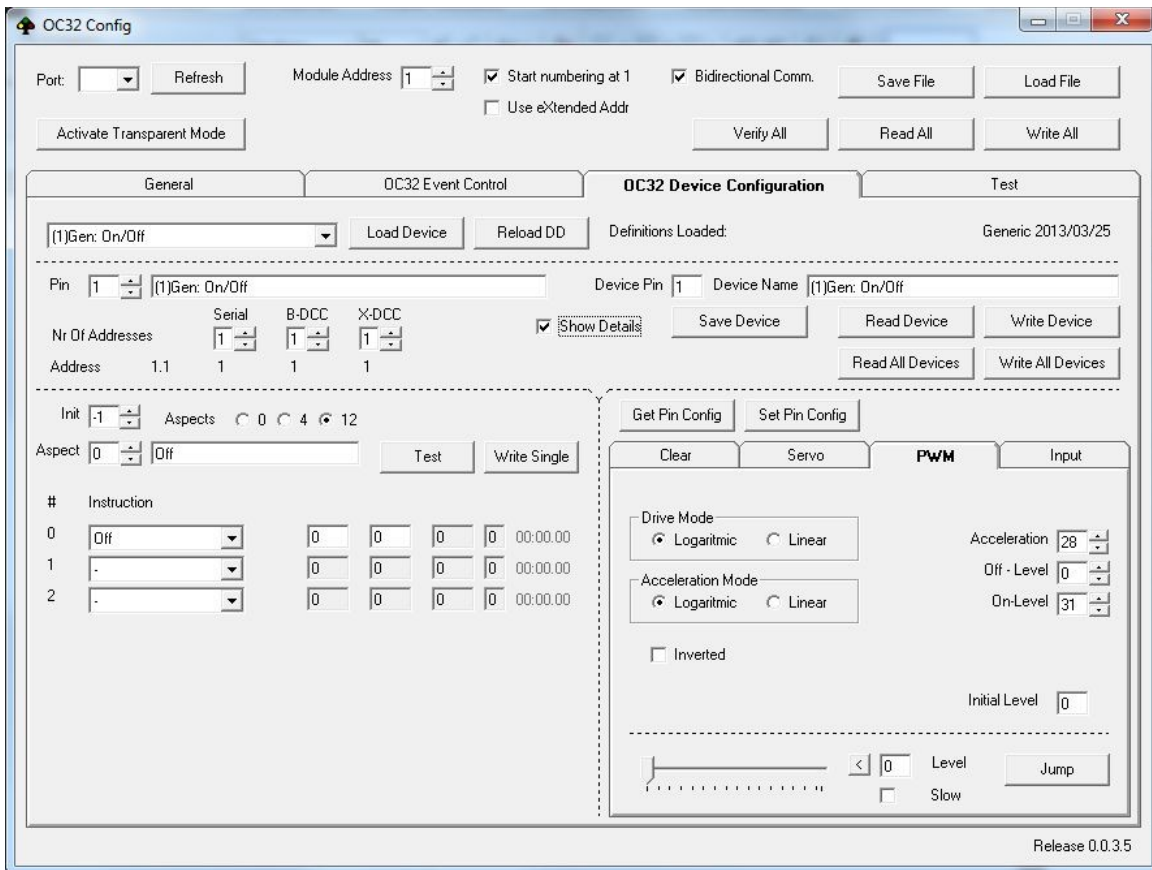 OC32 Config
Port: Refresh Module Address 1 Start numbering at 1 Bidirectional Comm. Save File Load File
Use eXtended Addr
Activate Transparent Mode Verify All Read All Write All
General OC32 Event Control OC32 Device Configuration Test
(1)Gen: On/Off Load Device Reload DD Definitions Loaded: Generic 2013/03/25
Pin 1 (1)Gen: On/Off Device Pin 1 Device Name (1)Gen: On/Off
Serial B-DCC X-DCC
Nr Of Addresses 1 1 1 Show Details Save Device Read Device Write Device
Address 1.1 1 1 1 Read All Devices Write All Devices
Init -1 Aspects 0 4 12 Get Pin Config Set Pin Config
Aspect 0 Off Test Write Single
Clear Servo PWM Input
# Instruction
0 Off 0 0 0 0 00:00.00
1 - 0 0 0 0 00:00.00
2 - 0 0 0 0 00:00.00
Drive Mode
Logaritmic Linear
Acceleration 28
Off - Level 0
Acceleration Mode
Logaritmic Linear
On-Level 31
Inverted
Initial Level 0
< 0 Level Jump
Slow
Release 0.0.3.5